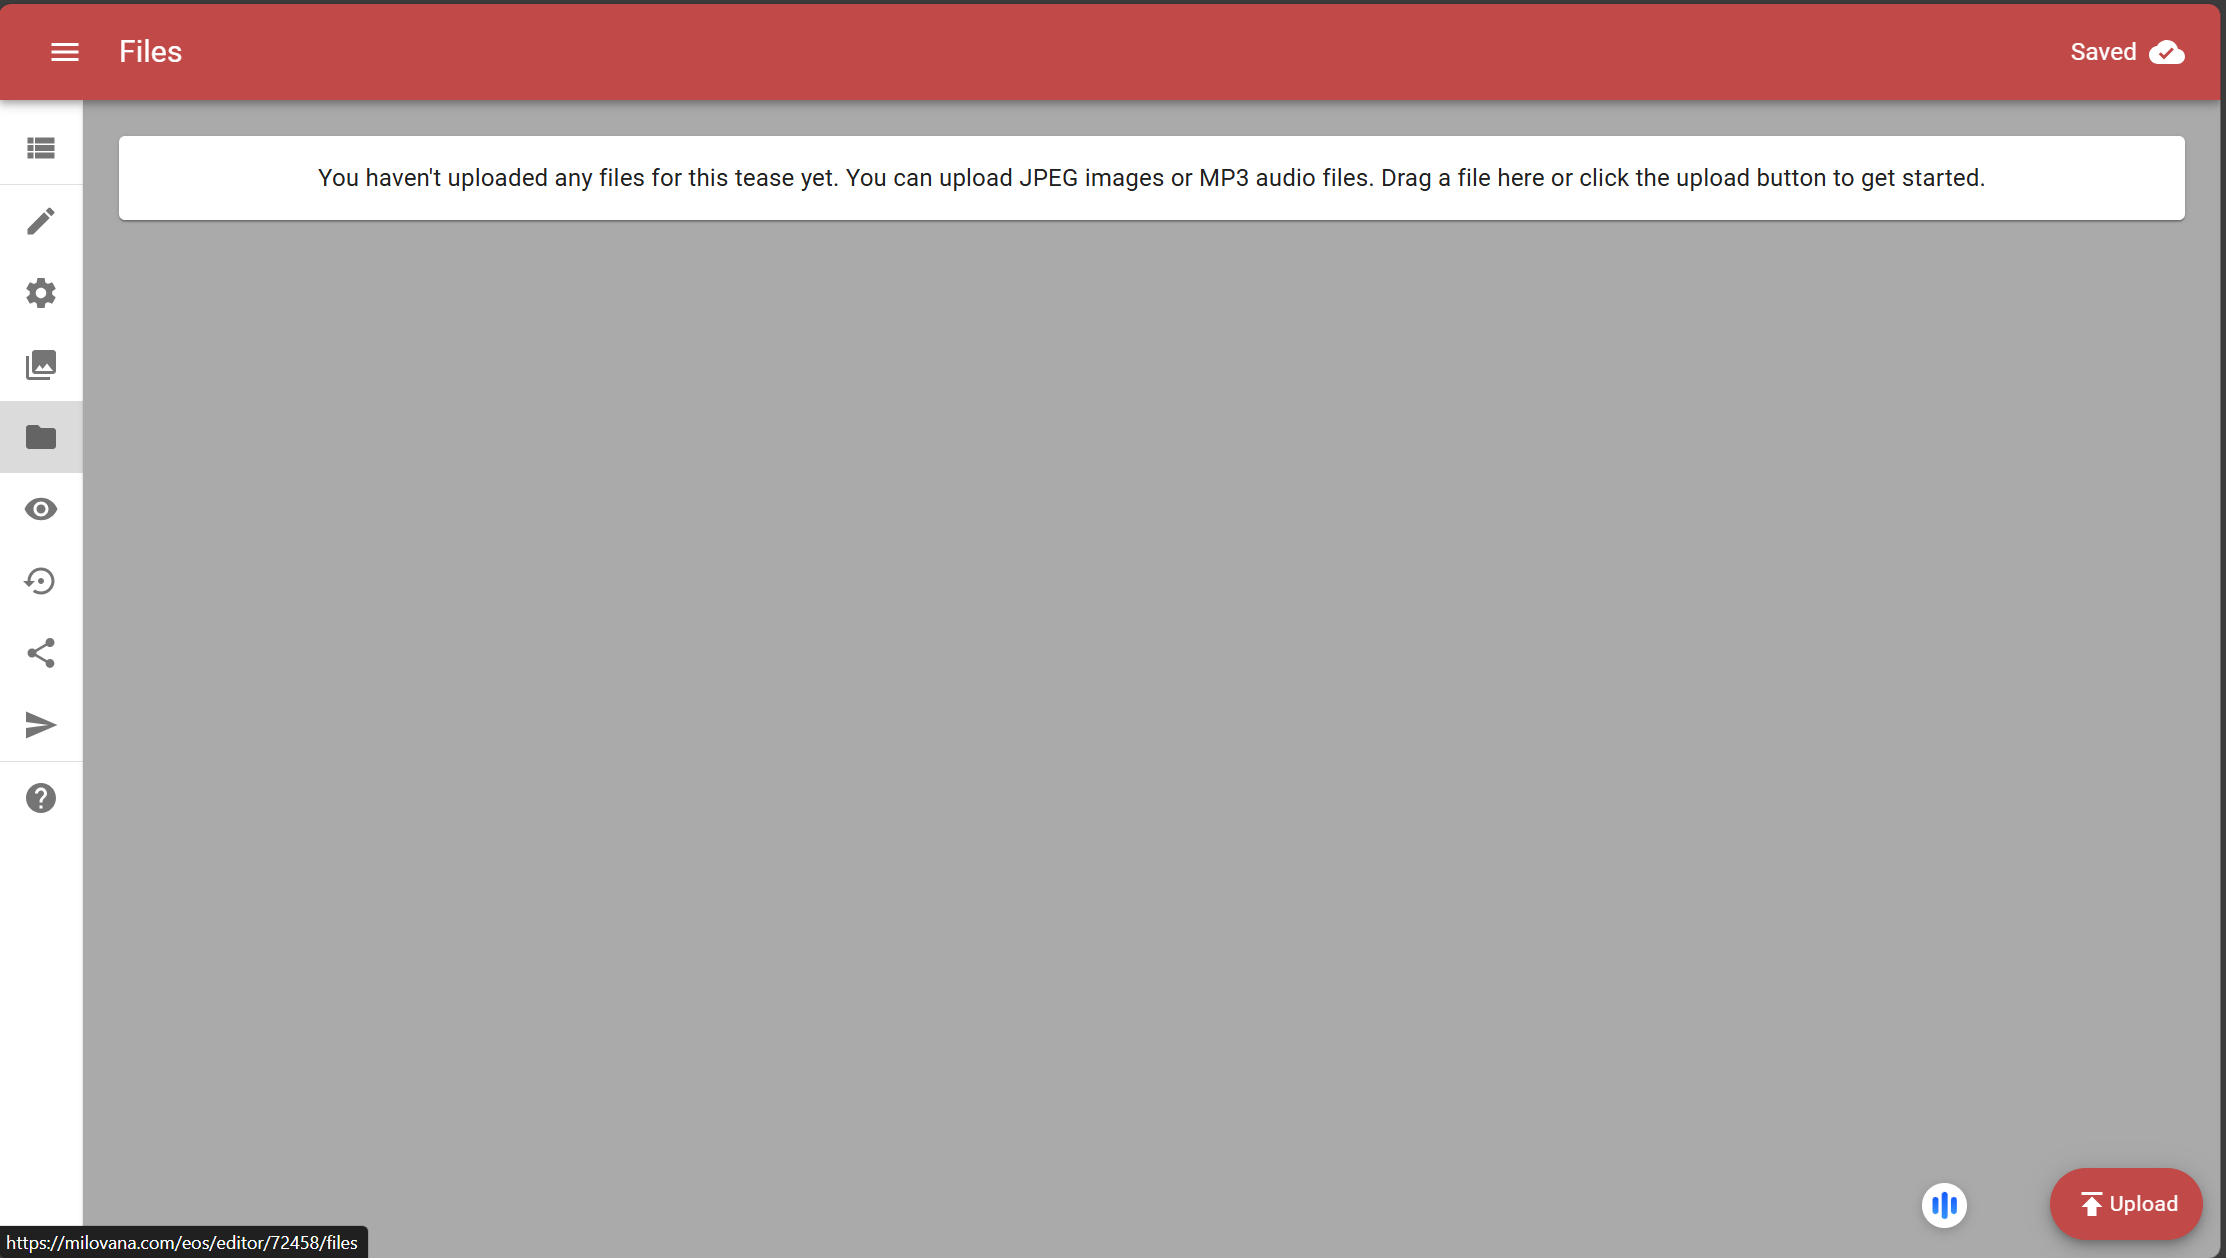 Files
Saved
You haven't uploaded any files for this tease yet. You can upload JPEG images or MP3 audio files. Drag a file here or click the upload button to get started.
Upload
https://milovana.com/eos/editor/72458/files